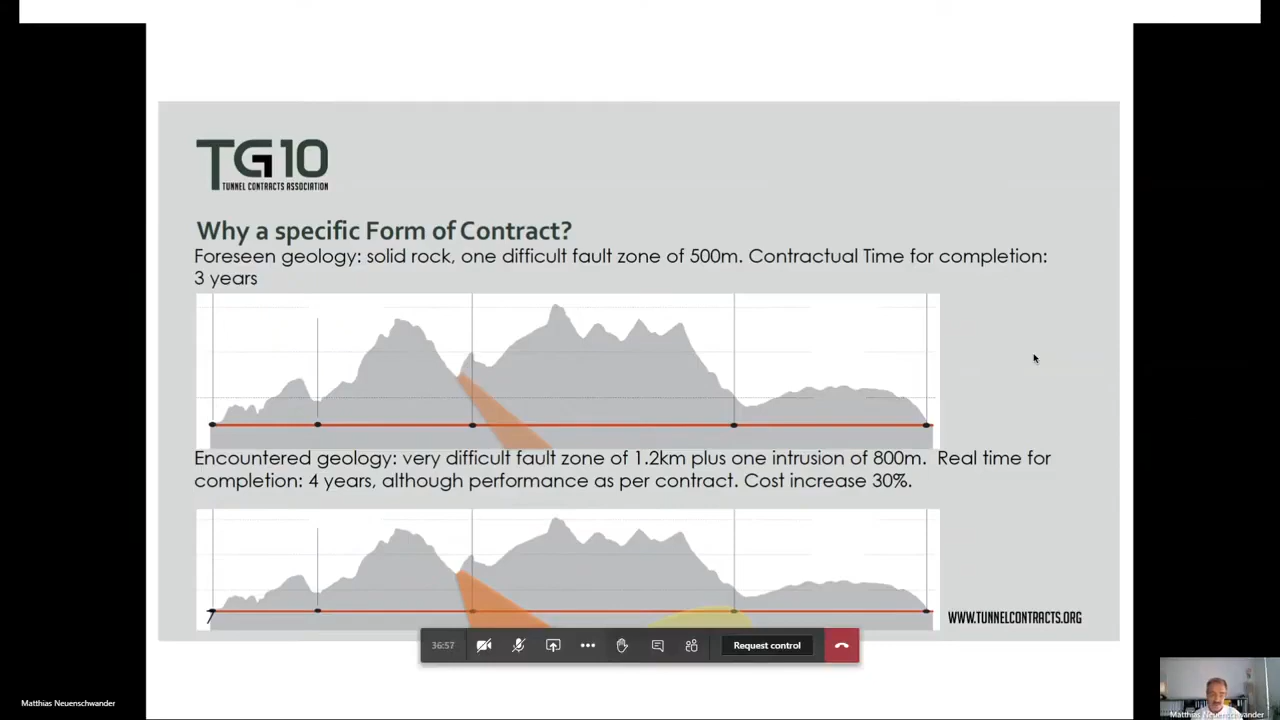 TG10
TUNNEL CONTRACTS ASSOCIATION
Why a specific Form of Contract?
Foreseen geology: solid rock, one difficult fault zone of 500m. Contractual Time for completion:
3 years
Encountered geology: very difficult fault zone of 1.2km plus one intrusion of 800m. Real time for
completion: 4 years, although performance as per contract. Cost increase 30%.
7
WWW.TUNNELCONTRACTS.ORG
36:57
Request control
Matthias Neuenschwander
Matthias Neuenschwander